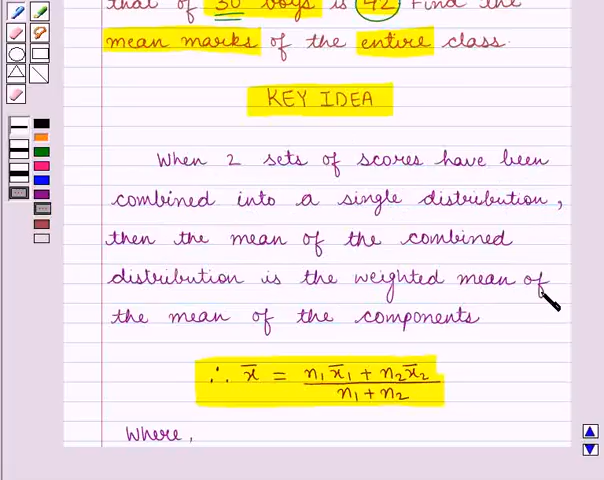 that of 30 boys is 42 Find the
mean marks of the entire class.
KEY IDEA
When 2 sets of scores have been
combined into a single distribution,
then the mean of the combined
distribution is the weighted mean of
the mean of the components
∴ x̄ = n₁x̄₁ + n₂x̄₂ / n₁ + n₂
Where,